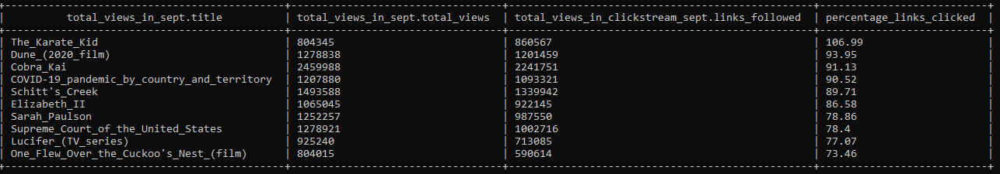 total_views_in_sept.title | total_views_in_sept.total_views | total_views_in_clickstream_sept.links_followed | percentage_links_clicked
The_Karate_Kid | 804345 | 860567 | 106.99
Dune_(2020_film) | 1278838 | 1201459 | 93.95
Cobra_Kai | 2459988 | 2241751 | 91.13
COVID-19_pandemic_by_country_and_territory | 1207880 | 1093321 | 90.52
Schitt's_Creek | 1493588 | 1339942 | 89.71
Elizabeth_II | 1065045 | 922145 | 86.58
Sarah_Paulson | 1252257 | 987550 | 78.86
Supreme_Court_of_the_United_States | 1278921 | 1002716 | 78.4
Lucifer_(TV_series) | 925240 | 713085 | 77.07
One_Flew_Over_the_Cuckoo's_Nest_(film) | 804015 | 590614 | 73.46